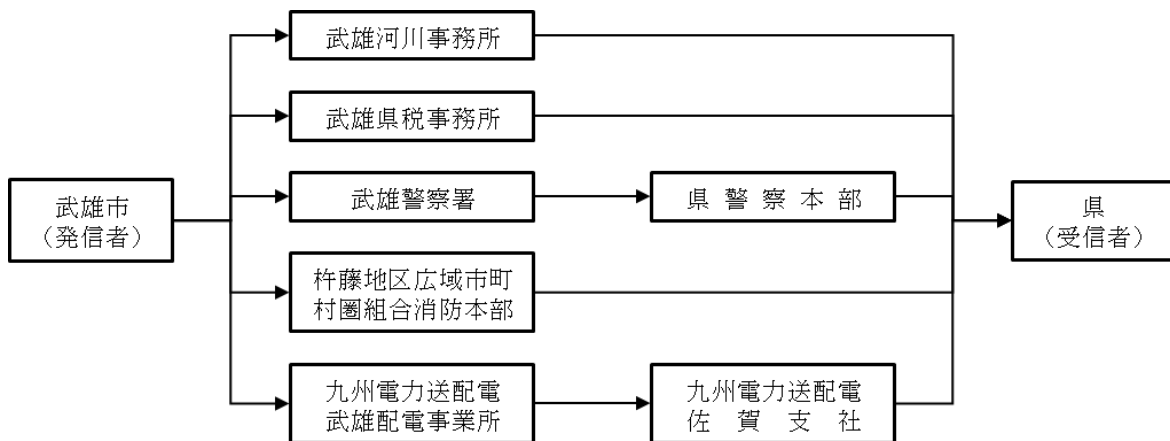 武雄河川事務所
武雄県税事務所
武雄市
（発信者）
武雄警察署
県警察本部
県
（受信者）
杵藤地区広域市町
村圏組合消防本部
九州電力送配電
武雄配電事業所
九州電力送配電
佐賀支社